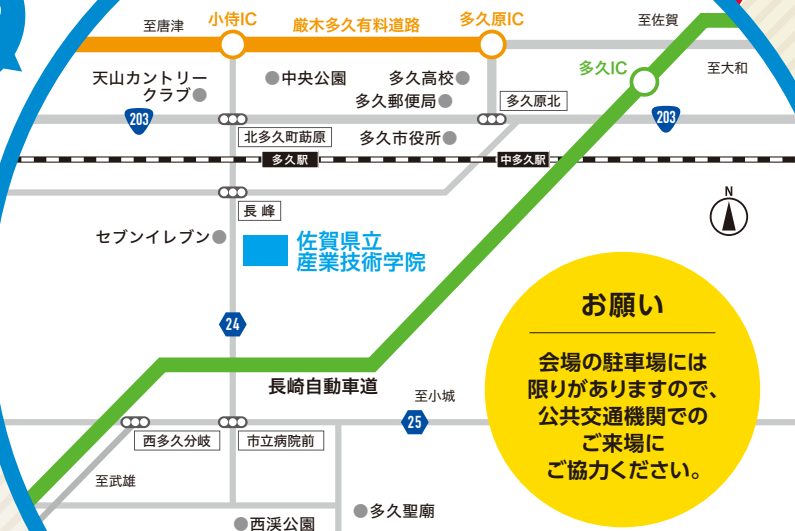 至唐津
小侍IC
厳木多久有料道路
多久原IC
至佐賀
多久IC
至大和
天山カントリー
クラブ
中央公園
多久高校
多久郵便局
多久原北
203
203
北多久町莇原
多久市役所
多久駅
中多久駅
長峰
N
セブンイレブン
佐賀県立
産業技術学院
24
長崎自動車道
至小城
25
西多久分岐
市立病院前
至武雄
西渓公園
多久聖廟
お願い
会場の駐車場には
限りがありますので、
公共交通機関での
ご来場に
ご協力ください。